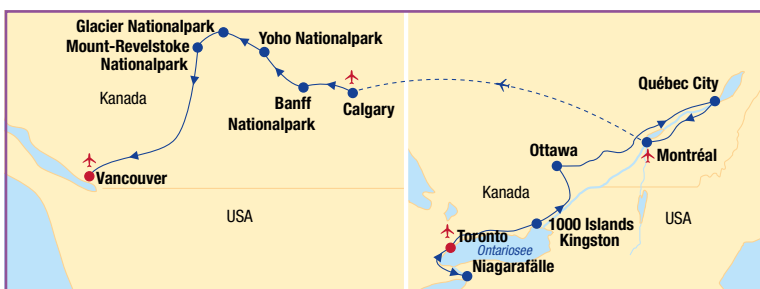 Glacier Nationalpark
Mount-Revelstoke
Nationalpark
Yoho Nationalpark
Kanada
Banff
Nationalpark
Calgary
Vancouver
USA
Québec City
Montréal
Ottawa
Kanada
1000 Islands
Kingston
USA
Toronto
Ontariosee
Niagarafälle